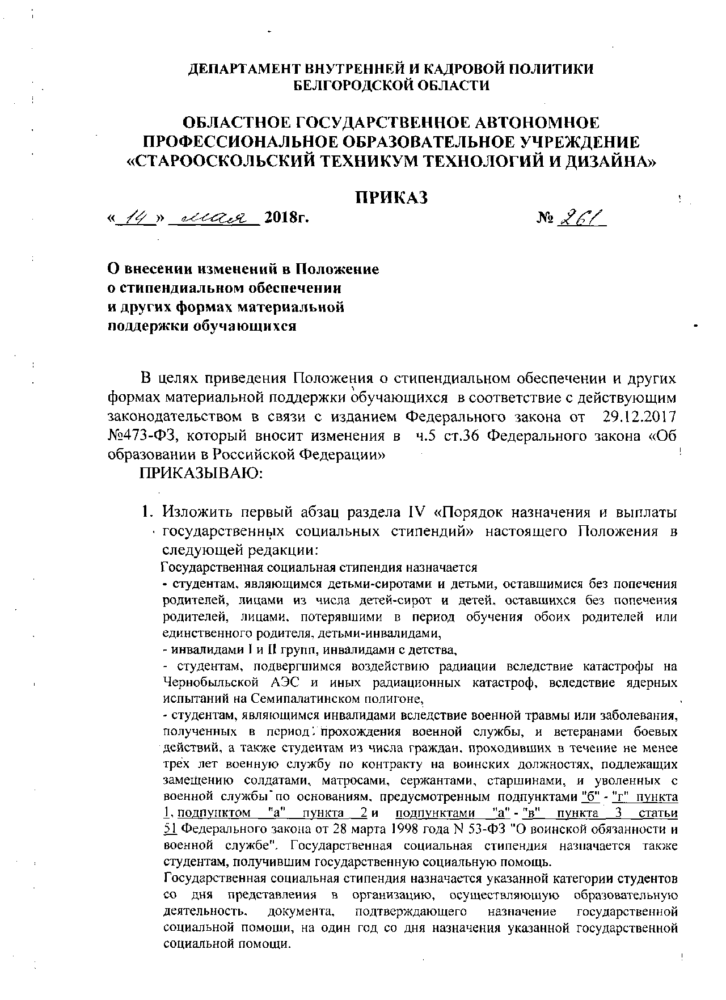 ДЕПАРТАМЕНТ ВНУТРЕННЕЙ И КАДРОВОЙ ПОЛИТИКИ
БЕЛГОРОДСКОЙ ОБЛАСТИ
ОБЛАСТНОЕ ГОСУДАРСТВЕННОЕ АВТОНОМНОЕ
ПРОФЕССИОНАЛЬНОЕ ОБРАЗОВАТЕЛЬНОЕ УЧРЕЖДЕНИЕ
«СТАРООСКОЛЬСКИЙ ТЕХНИКУМ ТЕХНОЛОГИЙ И ДИЗАЙНА»
ПРИКАЗ
« 14 » мая 2018г. № 261
О внесении изменений в Положение
о стипендиальном обеспечении
и других формах материальной
поддержки обучающихся
В целях приведения Положения о стипендиальном обеспечении и других
формах материальной поддержки обучающихся в соответствие с действующим
законодательством в связи с изданием Федерального закона от 29.12.2017
№473-ФЗ, который вносит изменения в ч.5 ст.36 Федерального закона «Об
образовании в Российской Федерации»
ПРИКАЗЫВАЮ:
1. Изложить первый абзац раздела IV «Порядок назначения и выплаты
государственных социальных стипендий» настоящего Положения в
следующей редакции:
Государственная социальная стипендия назначается
- студентам, являющимся детьми-сиротами и детьми, оставшимися без попечения
родителей, лицами из числа детей-сирот и детей, оставшихся без попечения
родителей, лицами, потерявшими в период обучения обоих родителей или
единственного родителя, детьми-инвалидами,
- инвалидами I и II групп, инвалидами с детства,
- студентам, подвергшимся воздействию радиации вследствие катастрофы на
Чернобыльской АЭС и иных радиационных катастроф, вследствие ядерных
испытаний на Семипалатинском полигоне,
- студентам, являющимся инвалидами вследствие военной травмы или заболевания,
полученных в период прохождения военной службы, и ветеранами боевых
действий, а также студентам из числа граждан, проходивших в течение не менее
трех лет военную службу по контракту на воинских должностях, подлежащих
замещению солдатами, матросами, сержантами, старшинами, и уволенных с
военной службы по основаниям, предусмотренным подпунктами "б" - "г" пункта
1, подпунктом "а" пункта 2 и подпунктами "а" - "в" пункта 3 статьи
51 Федерального закона от 28 марта 1998 года N 53-ФЗ "О воинской обязанности и
военной службе". Государственная социальная стипендия назначается также
студентам, получившим государственную социальную помощь.
Государственная социальная стипендия назначается указанной категории студентов
со дня представления в организацию, осуществляющую образовательную
деятельность, документа, подтверждающего назначение государственной
социальной помощи, на один год со дня назначения указанной государственной
социальной помощи.